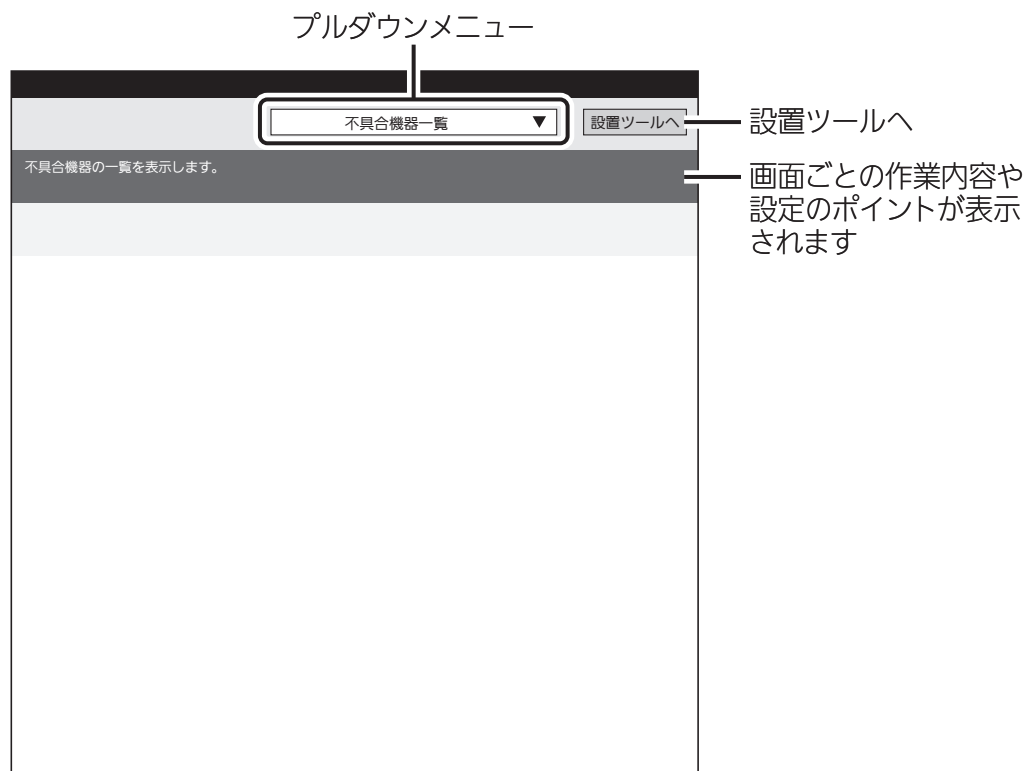 プルダウンメニュー
不具合機器一覧 ▼
設置ツールへ
設置ツールへ
不具合機器の一覧を表示します。
画面ごとの作業内容や
設定のポイントが表示
されます